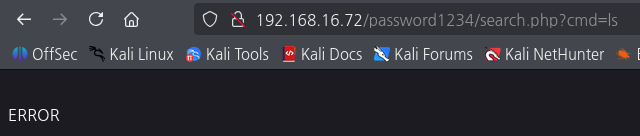 192.168.16.72/password1234/search.php?cmd=ls
OffSec Kali Linux Kali Tools Kali Docs Kali Forums Kali NetHunter
ERROR